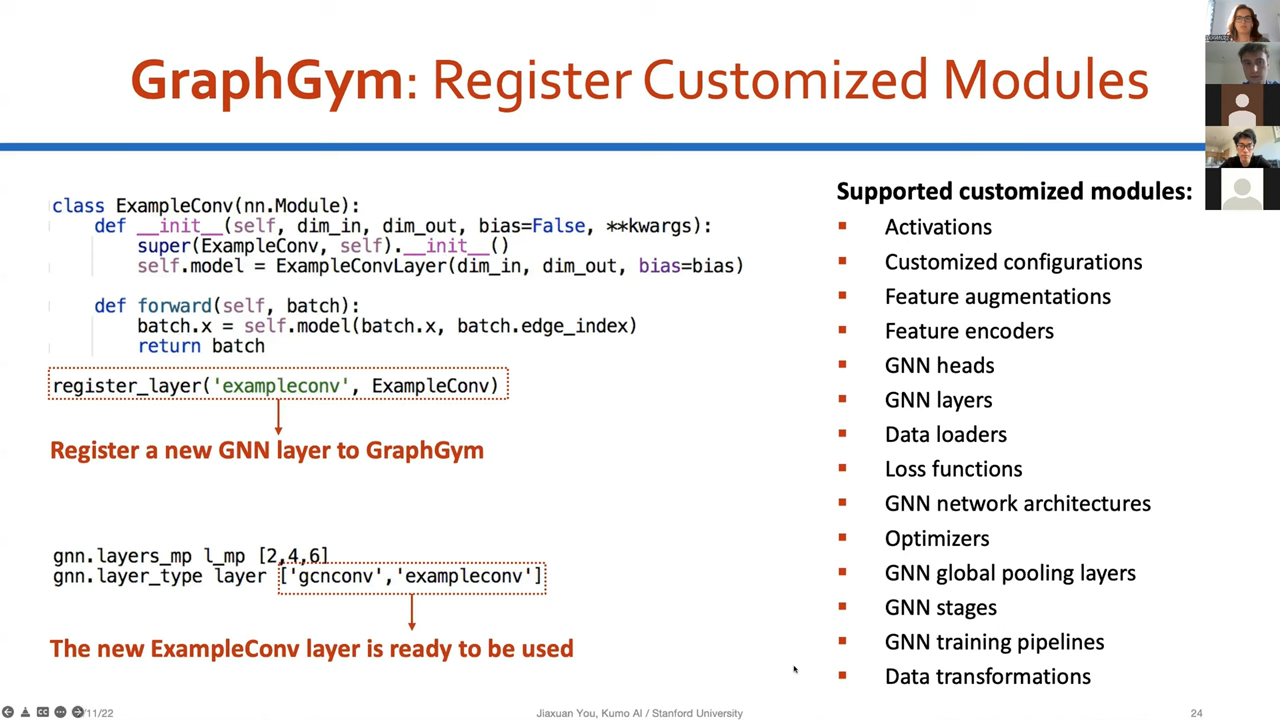 GraphGym: Register Customized Modules
class ExampleConv(nn.Module):
def __init__(self, dim_in, dim_out, bias=False, **kwargs):
super(ExampleConv, self).__init__()
self.model = ExampleConvLayer(dim_in, dim_out, bias=bias)
def forward(self, batch):
batch.x = self.model(batch.x, batch.edge_index)
return batch
register_layer('exampleconv', ExampleConv)
Register a new GNN layer to GraphGym
gnn.layers_mp l_mp [2,4,6]
gnn.layer_type layer ['gcnconv','exampleconv']
The new ExampleConv layer is ready to be used
Supported customized modules:
▪ Activations
▪ Customized configurations
▪ Feature augmentations
▪ Feature encoders
▪ GNN heads
▪ GNN layers
▪ Data loaders
▪ Loss functions
▪ GNN network architectures
▪ Optimizers
▪ GNN global pooling layers
▪ GNN stages
▪ GNN training pipelines
▪ Data transformations
/11/22
Jiaxuan You, Kumo AI / Stanford University
24